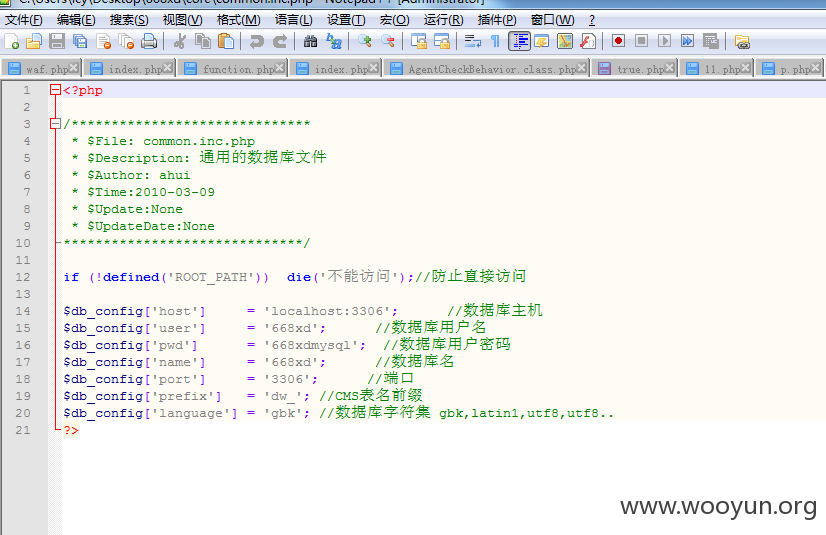 C:\Users\icy\Desktop\668xd\core\common.inc.php - Notepad++ [Administrator]
文件(F) 编辑(E) 搜索(S) 视图(V) 格式(M) 语言(L) 设置(T) 宏(O) 运行(R) 插件(P) 窗口(W) ?
waf.php index.php function.php index.php AgentCheckBehavior.class.php true.php 11.php p.php
1 <?php
2
3 /******************************
4 * $File: common.inc.php
5 * $Description: 通用的数据库文件
6 * $Author: ahui
7 * $Time:2010-03-09
8 * $Update:None
9 * $UpdateDate:None
10 ******************************/
11
12 if (!defined('ROOT_PATH'))  die('不能访问');//防止直接访问
13
14 $db_config['host']     = 'localhost:3306';      //数据库主机
15 $db_config['user']     = '668xd';      //数据库用户名
16 $db_config['pwd']      = '668xdmysql';  //数据库用户密码
17 $db_config['name']     = '668xd';      //数据库名
18 $db_config['port']     = '3306';      //端口
19 $db_config['prefix']   = 'dw_'; //CMS表名前缀
20 $db_config['language'] = 'gbk'; //数据库字符集 gbk,latin1,utf8,utf8..
21 ?>
www.wooyun.org